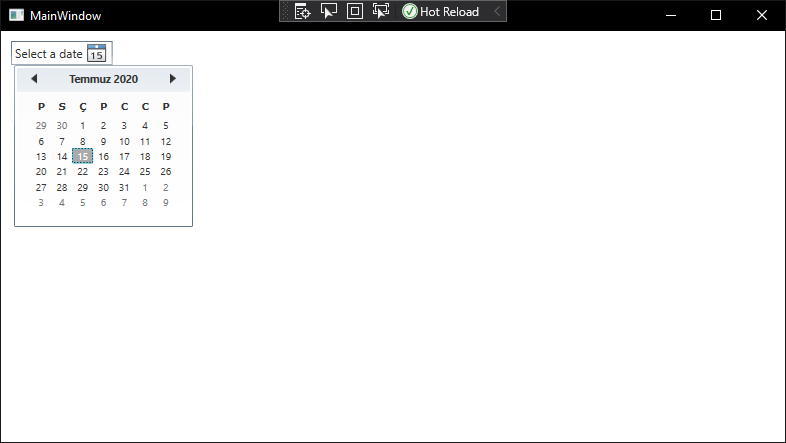 MainWindow
Hot Reload
Select a date 15
Temmuz 2020
P S Ç P C C P
29 30 1 2 3 4 5
6 7 8 9 10 11 12
13 14 15 16 17 18 19
20 21 22 23 24 25 26
27 28 29 30 31 1 2
3 4 5 6 7 8 9